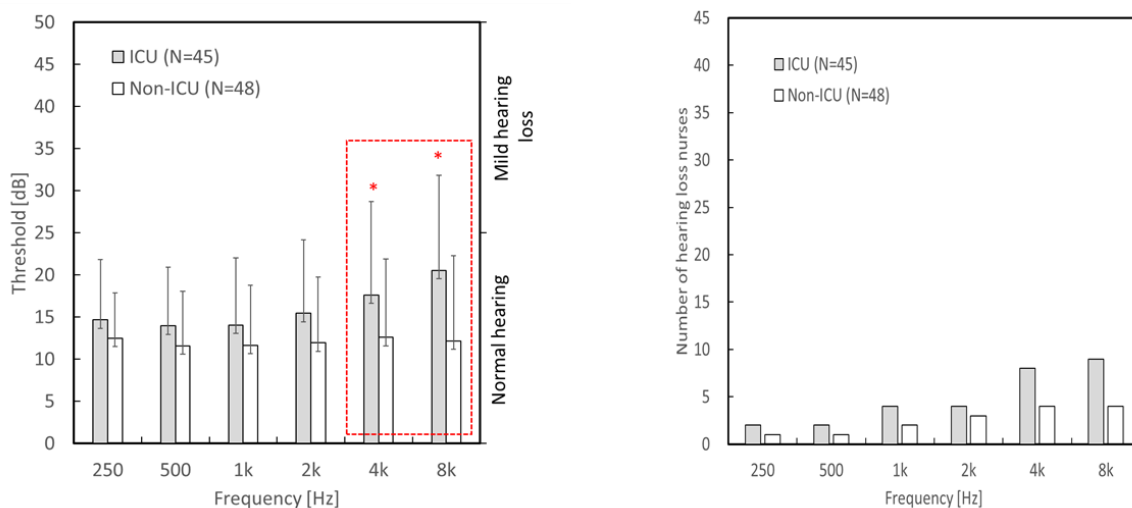 50
45
40
35
30
25
20
15
10
5
0
Threshold [dB]
ICU (N=45)
Non-ICU (N=48)
*
*
Mild hearing
loss
Normal hearing
250 500 1k 2k 4k 8k
Frequency [Hz]
45
40
35
30
25
20
15
10
5
0
Number of hearing loss nurses
ICU (N=45)
Non-ICU (N=48)
250 500 1k 2k 4k 8k
Frequency [Hz]